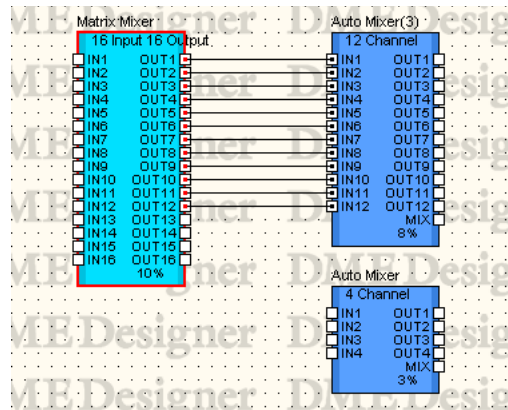 Matrix Mixer
16 Input 16 Output
IN1 OUT1
IN2 OUT2
IN3 OUT3
IN4 OUT4
IN5 OUT5
IN6 OUT6
IN7 OUT7
IN8 OUT8
IN9 OUT9
IN10 OUT10
IN11 OUT11
IN12 OUT12
IN13 OUT13
IN14 OUT14
IN15 OUT15
IN16 OUT16
10%
Auto Mixer(3)
12 Channel
IN1 OUT1
IN2 OUT2
IN3 OUT3
IN4 OUT4
IN5 OUT5
IN6 OUT6
IN7 OUT7
IN8 OUT8
IN9 OUT9
IN10 OUT10
IN11 OUT11
IN12 OUT12
MIX
8%
Auto Mixer
4 Channel
IN1 OUT1
IN2 OUT2
IN3 OUT3
IN4 OUT4
MIX
3%
DME Designer